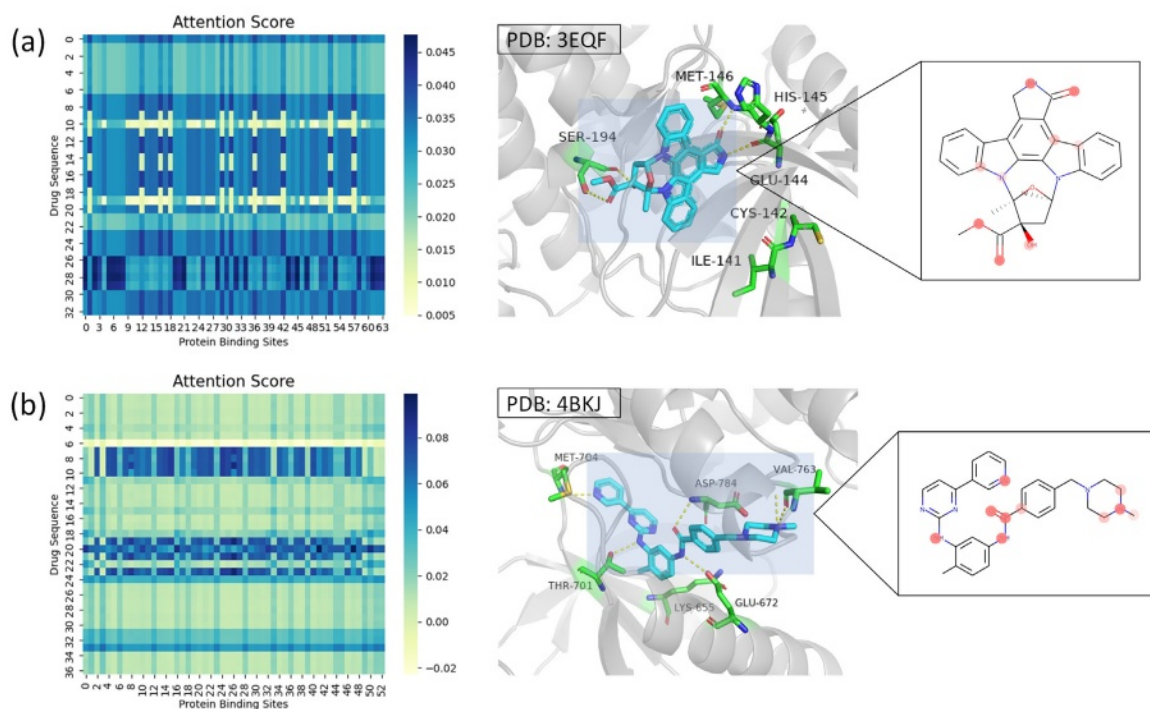 (a)
Attention Score
Drug Sequence
0
2
4
6
8
10
12
14
16
18
20
22
24
26
28
30
32
0 3 6 9 12 15 18 21 24 27 30 33 36 39 42 45 48 51 54 57 60 63
Protein Binding Sites
0.045
0.040
0.035
0.030
0.025
0.020
0.015
0.010
0.005
PDB: 3EQF
MET-146
HIS-145
SER-194
GLU-144
CYS-142
ILE-141
(b)
Attention Score
Drug Sequence
0
2
4
6
8
10
12
14
16
18
20
22
24
26
28
30
32
34
36
0 2 4 6 8 10 12 14 16 18 20 22 24 26 28 30 32 34 36 38 40 42 44 46 48 50 52
Protein Binding Sites
0.08
0.06
0.04
0.02
0.00
−0.02
PDB: 4BKJ
MET-704
ASP-784
VAL-763
THR-701
LYS-655
GLU-672